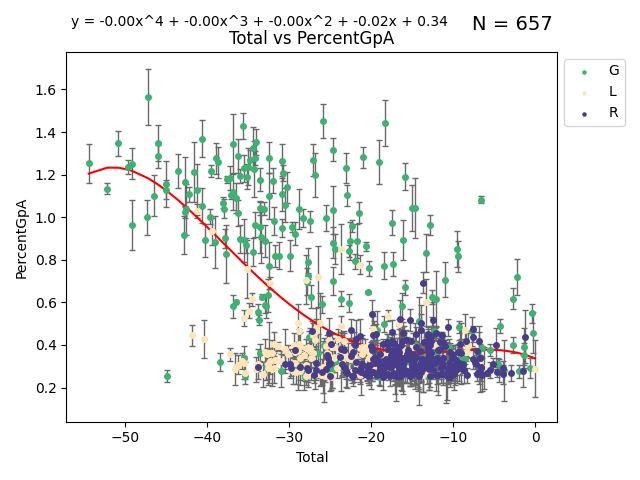 y = -0.00x^4 + -0.00x^3 + -0.00x^2 + -0.02x + 0.34
N = 657
Total vs PercentGpA
G
L
R
PercentGpA
1.6
1.4
1.2
1.0
0.8
0.6
0.4
0.2
−50
−40
−30
−20
−10
0
Total